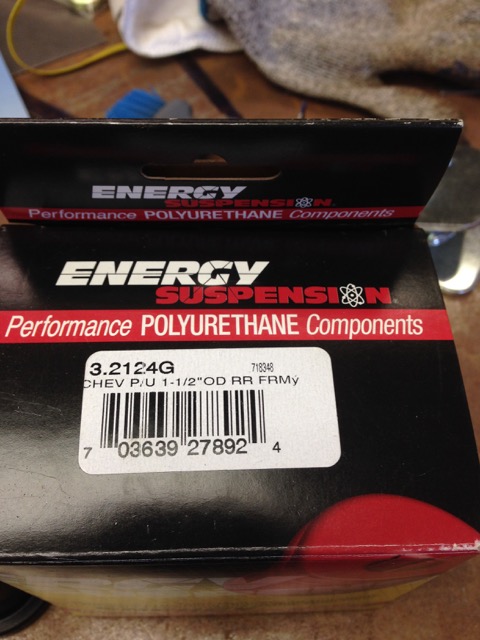 ENERGY
SUSPENSION
Performance POLYURETHANE Components
ENERGY
SUSPENSION
Performance POLYURETHANE Components
3.2124G 718348
CHEV P/U 1-1/2"OD RR FRMý
7 03639 27892 4